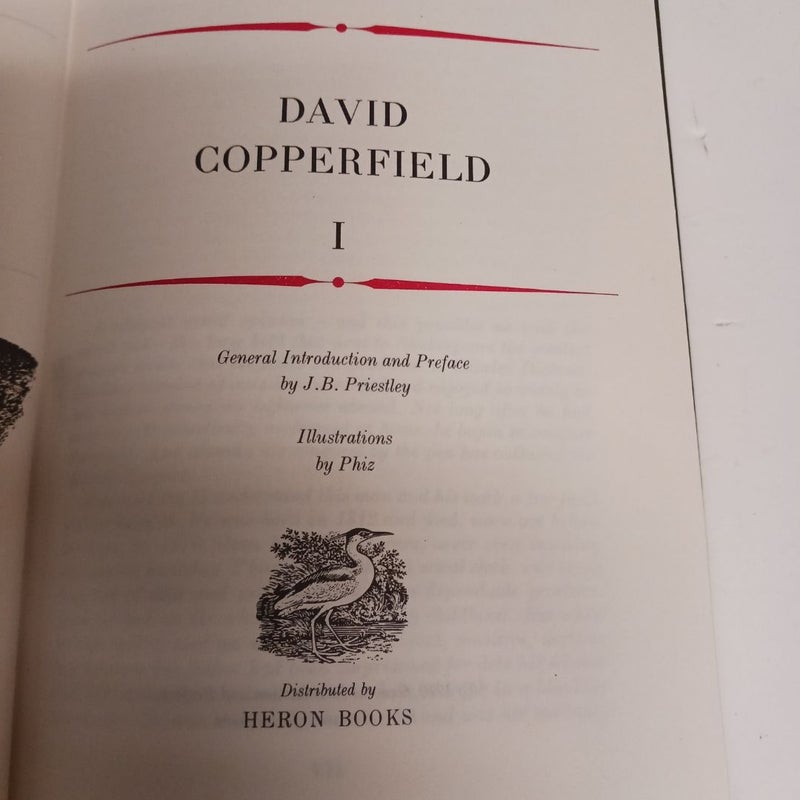 DAVID
COPPERFIELD
I
General Introduction and Preface
by J.B. Priestley
Illustrations
by Phiz
Distributed by
HERON BOOKS